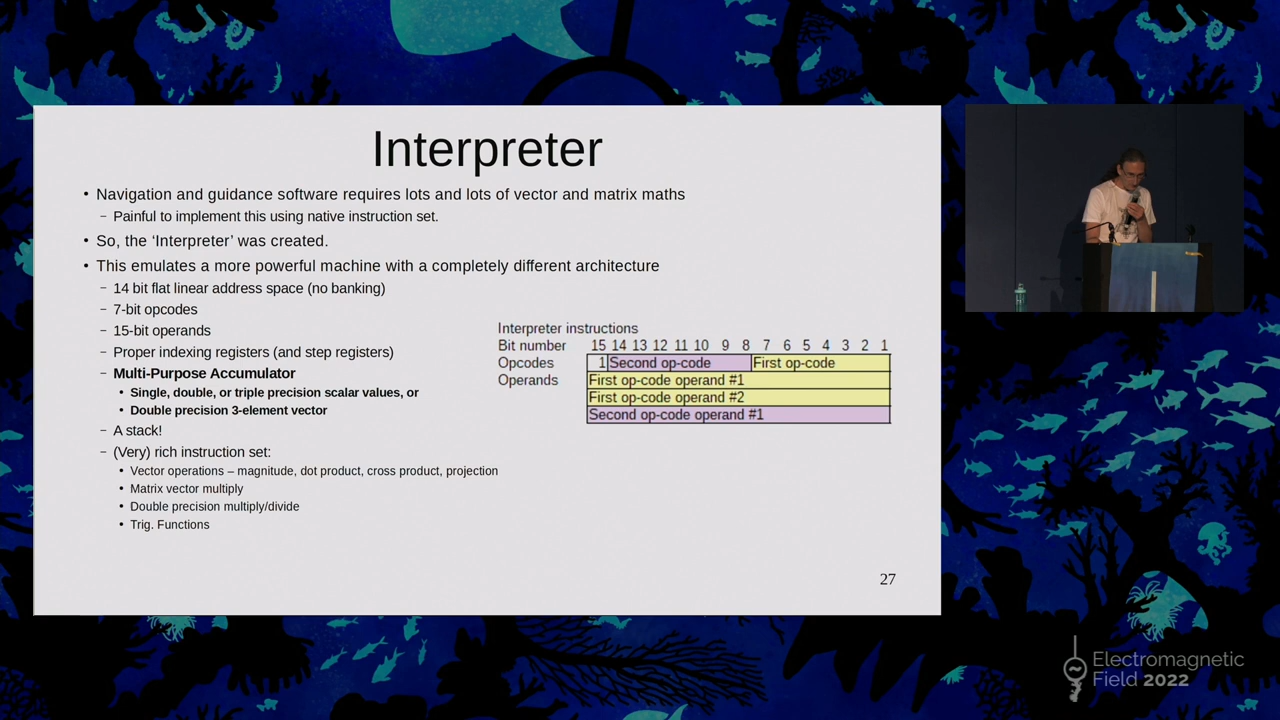 Interpreter
• Navigation and guidance software requires lots and lots of vector and matrix maths
– Painful to implement this using native instruction set.
• So, the ‘Interpreter’ was created.
• This emulates a more powerful machine with a completely different architecture
– 14 bit flat linear address space (no banking)
– 7-bit opcodes
– 15-bit operands
– Proper indexing registers (and step registers)
– Multi-Purpose Accumulator
• Single, double, or triple precision scalar values, or
• Double precision 3-element vector
– A stack!
– (Very) rich instruction set:
• Vector operations – magnitude, dot product, cross product, projection
• Matrix vector multiply
• Double precision multiply/divide
• Trig. Functions
Interpreter instructions
Bit number 15 14 13 12 11 10 9 8 7 6 5 4 3 2 1
Opcodes 1 Second op-code First op-code
Operands First op-code operand #1
First op-code operand #2
Second op-code operand #1
27
Electromagnetic
Field 2022